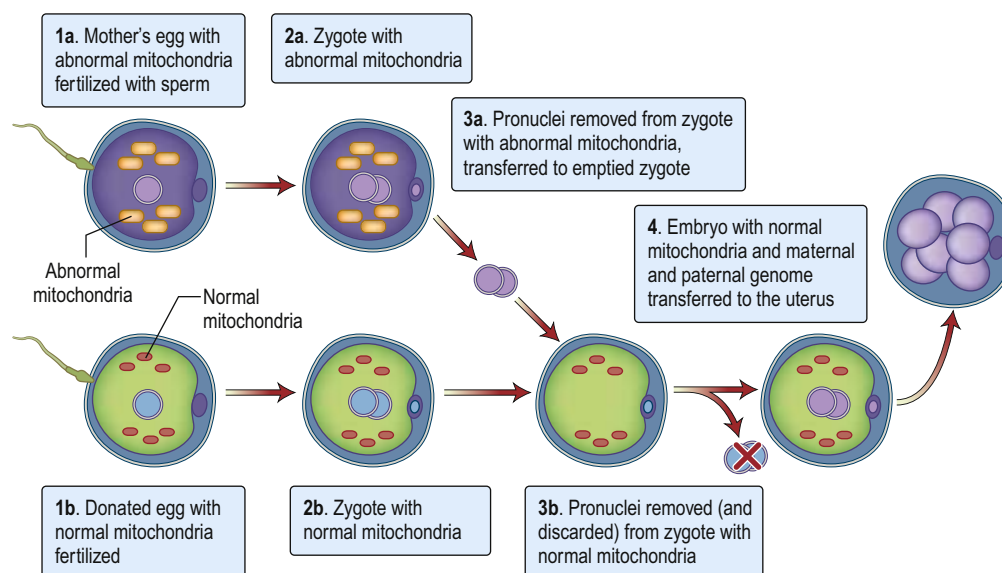 1a. Mother's egg with
abnormal mitochondria
fertilized with sperm
2a. Zygote with
abnormal mitochondria
3a. Pronuclei removed from zygote
with abnormal mitochondria,
transferred to emptied zygote
4. Embryo with normal
mitochondria and maternal
and paternal genome
transferred to the uterus
Abnormal
mitochondria
Normal
mitochondria
1b. Donated egg with
normal mitochondria
fertilized
2b. Zygote with
normal mitochondria
3b. Pronuclei removed (and
discarded) from zygote with
normal mitochondria